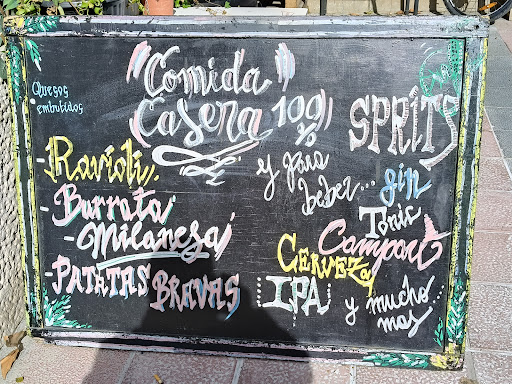 Quesos
embutidos
"Comida
Casera 100%"
- Ravioli
- Burrata
- Milanesa
- PATATAS BRAVAS
y para
beber...
SPRITS
gin
Tonic
Campari
CERVEZA
IPA
y mucho
mas